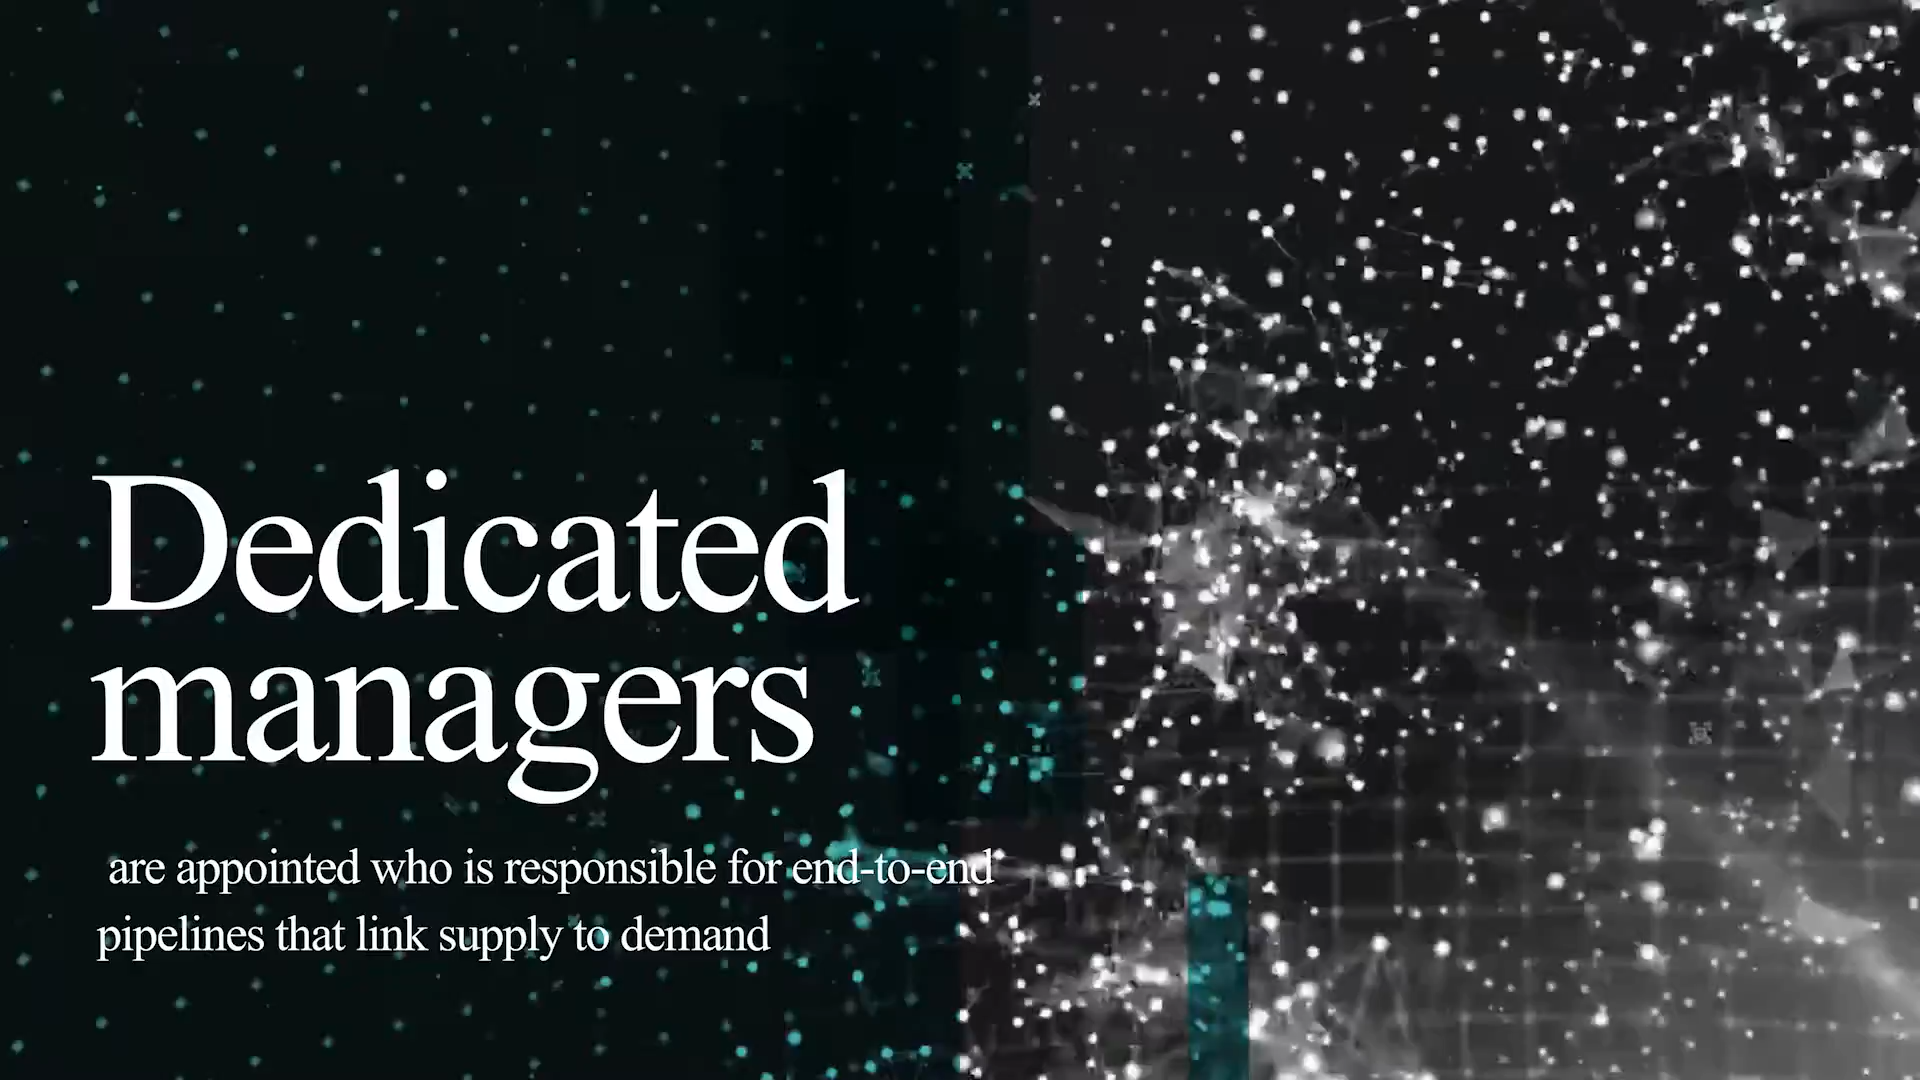 Dedicated
managers
are appointed who is responsible for end-to-end
pipelines that link supply to demand